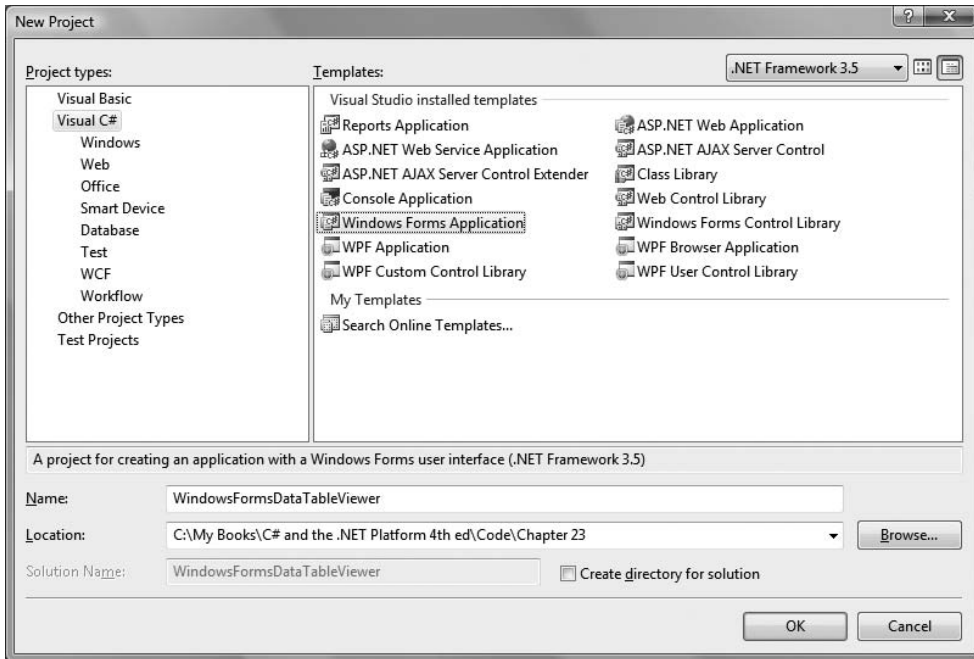 New Project
Project types:
Templates:
.NET Framework 3.5
Visual Basic
Visual C#
Windows
Web
Office
Smart Device
Database
Test
WCF
Workflow
Other Project Types
Test Projects
Visual Studio installed templates
Reports Application
ASP.NET Web Application
ASP.NET Web Service Application
ASP.NET AJAX Server Control
ASP.NET AJAX Server Control Extender
Class Library
Console Application
Web Control Library
Windows Forms Application
Windows Forms Control Library
WPF Application
WPF Browser Application
WPF Custom Control Library
WPF User Control Library
My Templates
Search Online Templates...
A project for creating an application with a Windows Forms user interface (.NET Framework 3.5)
Name:
WindowsFormsDataTableViewer
Location:
C:\My Books\C# and the .NET Platform 4th ed\Code\Chapter 23
Browse...
Solution Name:
WindowsFormsDataTableViewer
Create directory for solution
OK
Cancel